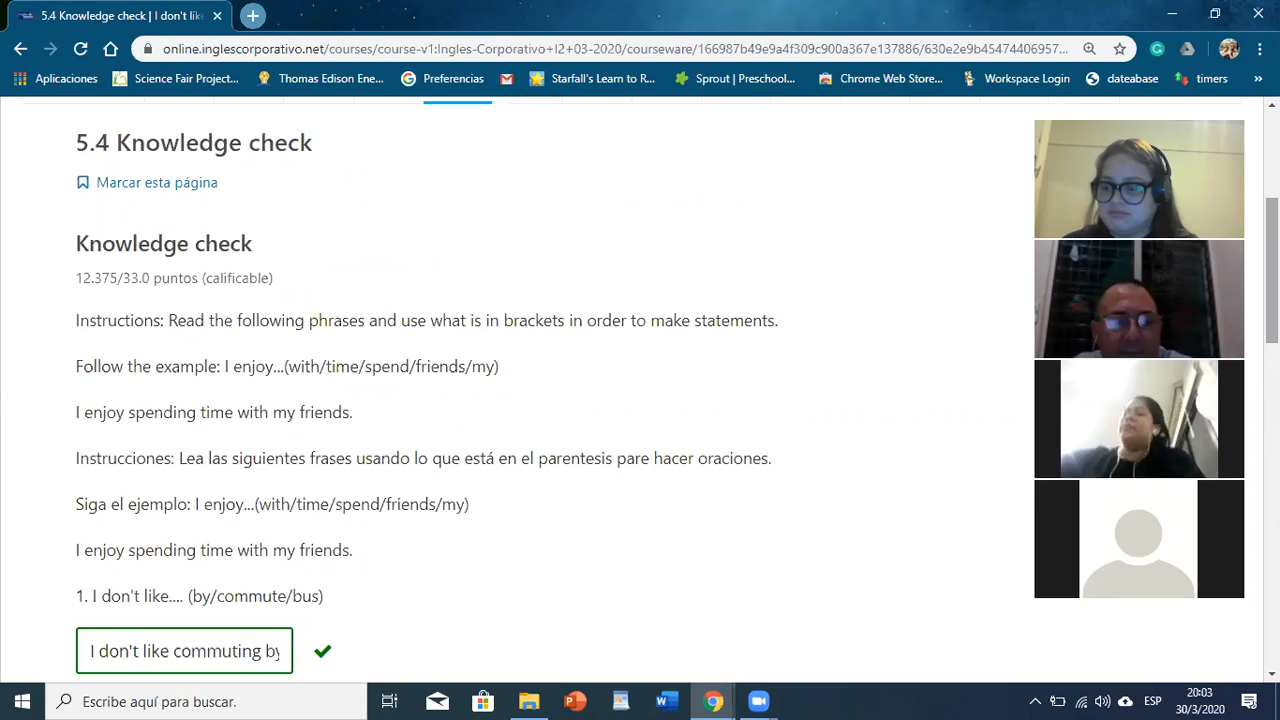 5.4 Knowledge check | I don't like
online.inglescorporativo.net/courses/course-v1:Ingles-Corporativo+I2+03-2020/courseware/166987b49e9a4f309c900a367e137886/630e2e9b45474406957...
Aplicaciones Science Fair Project... Thomas Edison Ene... Preferencias Starfall's Learn to R... Sprout | Preschool... Chrome Web Store... Workspace Login dateabase timers »
5.4 Knowledge check
Marcar esta página
Knowledge check
12.375/33.0 puntos (calificable)
Instructions: Read the following phrases and use what is in brackets in order to make statements.
Follow the example: I enjoy...(with/time/spend/friends/my)
I enjoy spending time with my friends.
Instrucciones: Lea las siguientes frases usando lo que está en el parentesis pare hacer oraciones.
Siga el ejemplo: I enjoy...(with/time/spend/friends/my)
I enjoy spending time with my friends.
1. I don't like.... (by/commute/bus)
I don't like commuting by
Escribe aquí para buscar.
ESP
20:03
30/3/2020